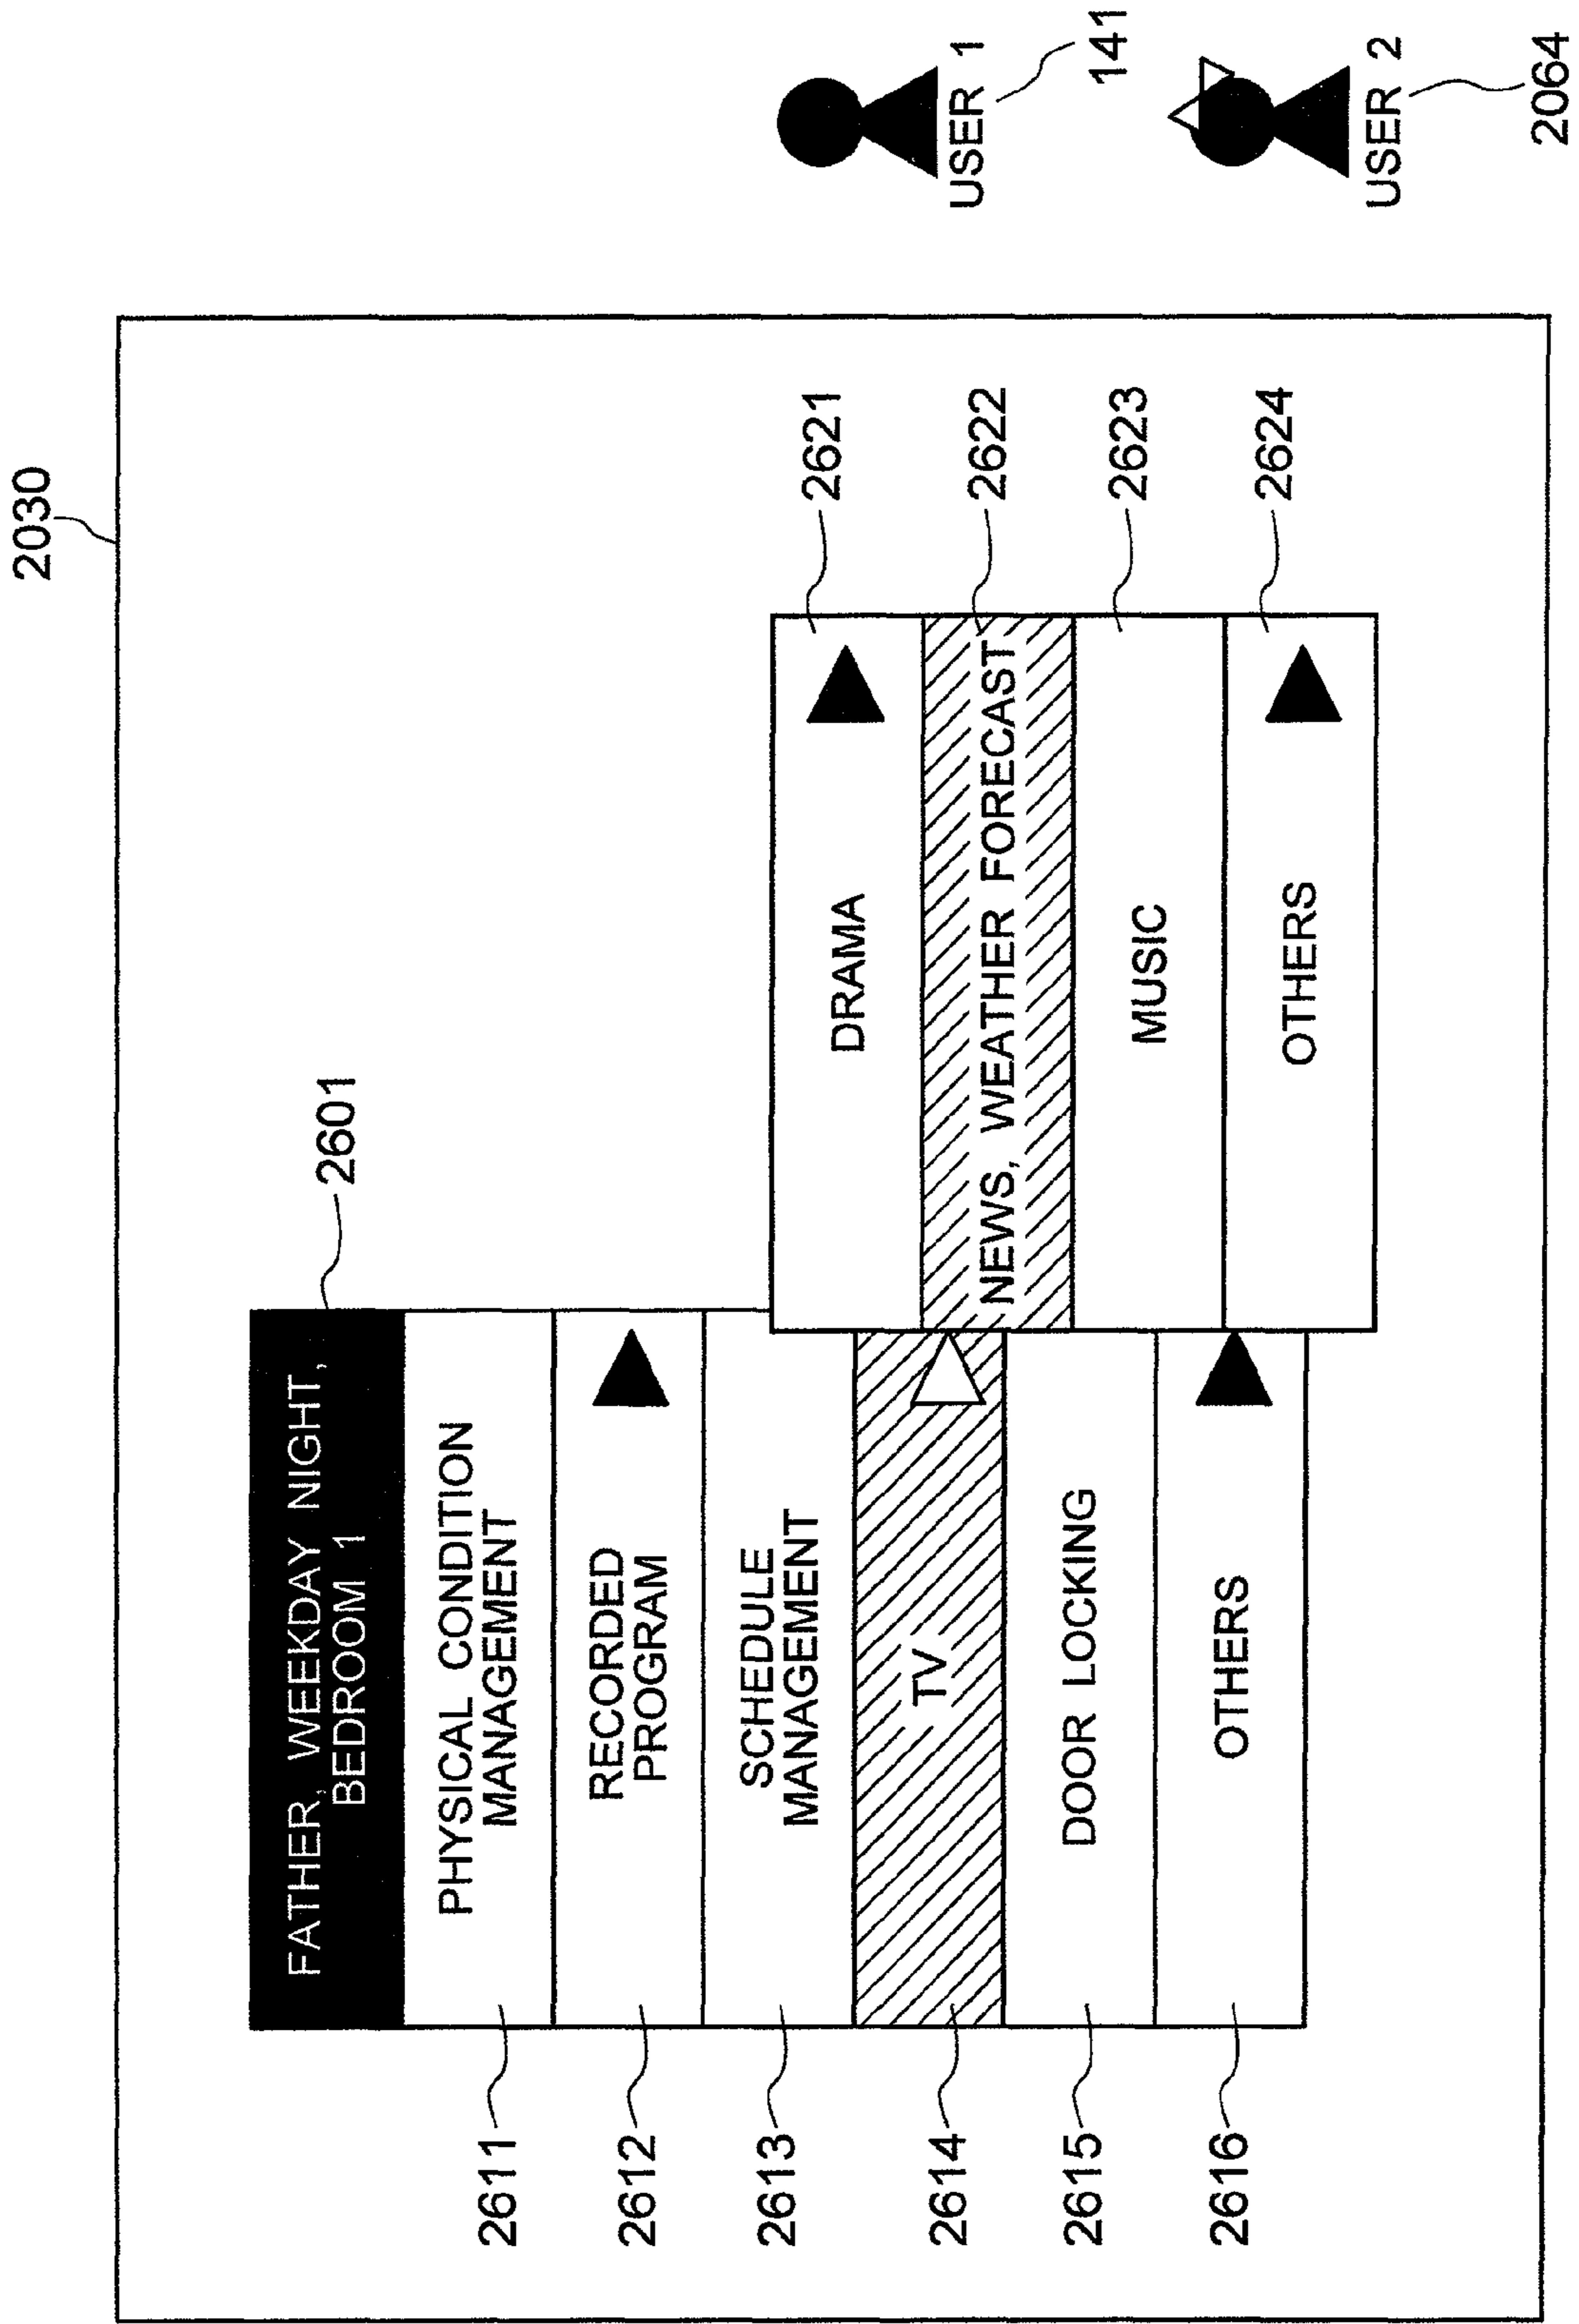 2030
FATHER, WEEKDAY NIGHT,
BEDROOM 1
2601
2611
PHYSICAL CONDITION
MANAGEMENT
2612
RECORDED
PROGRAM
2613
SCHEDULE
MANAGEMENT
2614
TV
2615
DOOR LOCKING
2616
OTHERS
DRAMA
2621
NEWS, WEATHER FORECAST
2622
MUSIC
2623
OTHERS
2624
USER 1
141
USER 2
2064